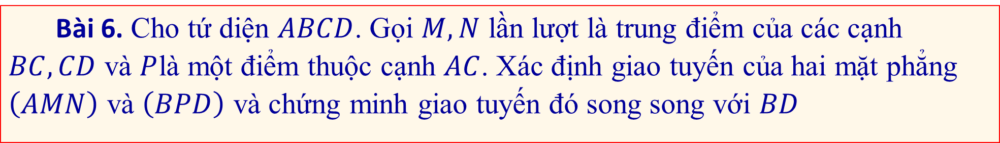 Bài 6. Cho tứ diện ABCD. Gọi M, N lần lượt là trung điểm của các cạnh
BC, CD và Plà một điểm thuộc cạnh AC. Xác định giao tuyến của hai mặt phẳng
(AMN) và (BPD) và chứng minh giao tuyến đó song song với BD